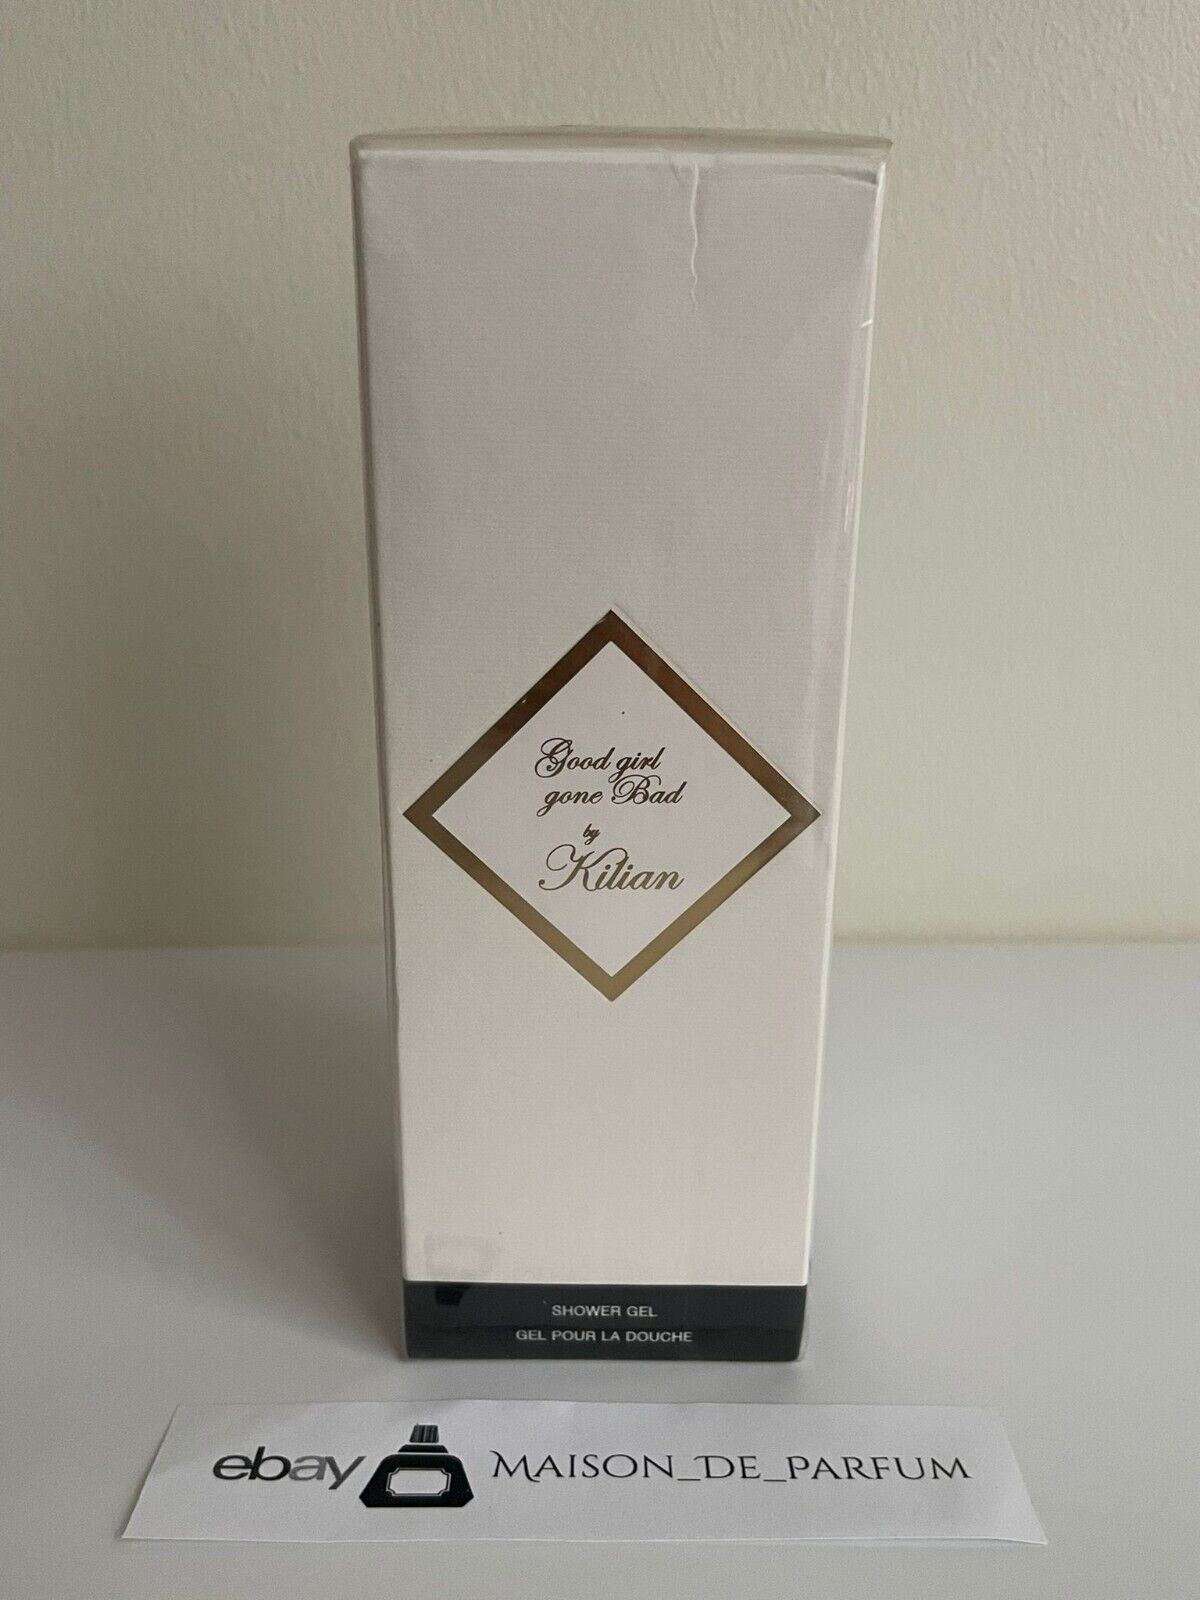 Good girl
gone Bad
by
Kilian
SHOWER GEL
GEL POUR LA DOUCHE
ebay MAISON_DE_PARFUM